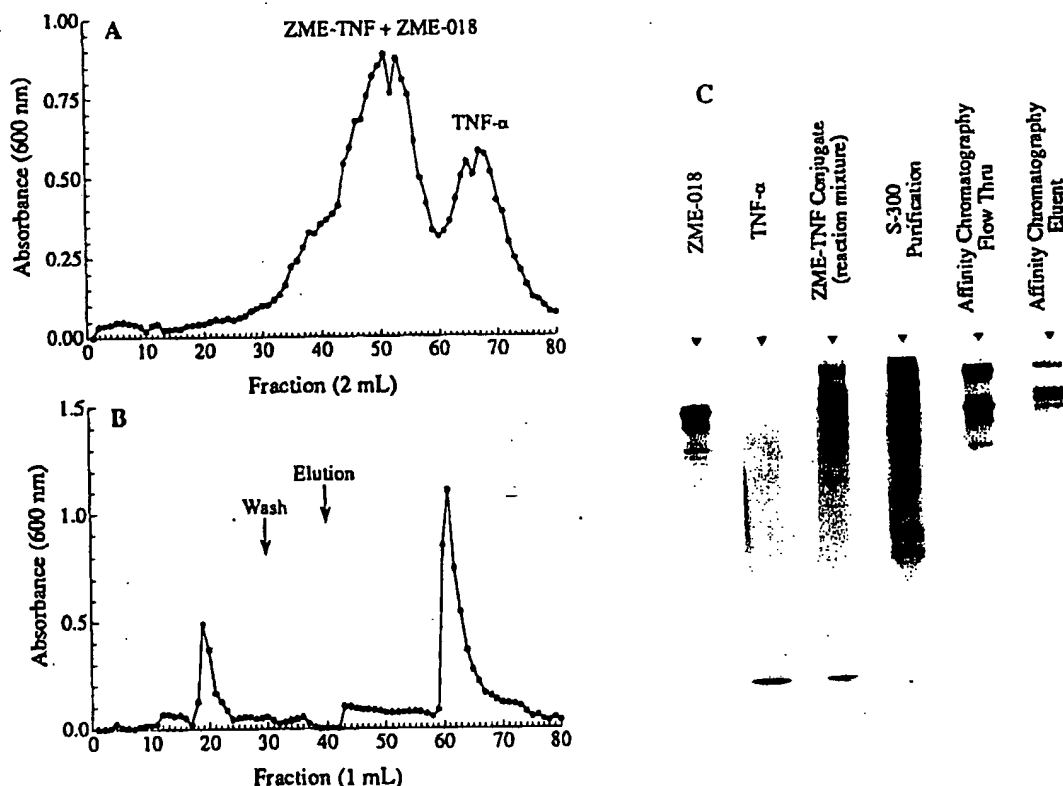 A
ZME-TNF + ZME-018
TNF-α
1.00
0.75
0.50
0.25
0.00
Absorbance (600 nm)
0 10 20 30 40 50 60 70 80
Fraction (2 mL)
B
Wash
Elution
1.5
1.0
0.5
0.0
Absorbance (600 nm)
0 10 20 30 40 50 60 70 80
Fraction (1 mL)
C
ZME-018
TNF-α
ZME-TNF Conjugate
(reaction mixture)
S-300
Purification
Affinity Chromatography
Flow Thru
Affinity Chromatography
Eluent